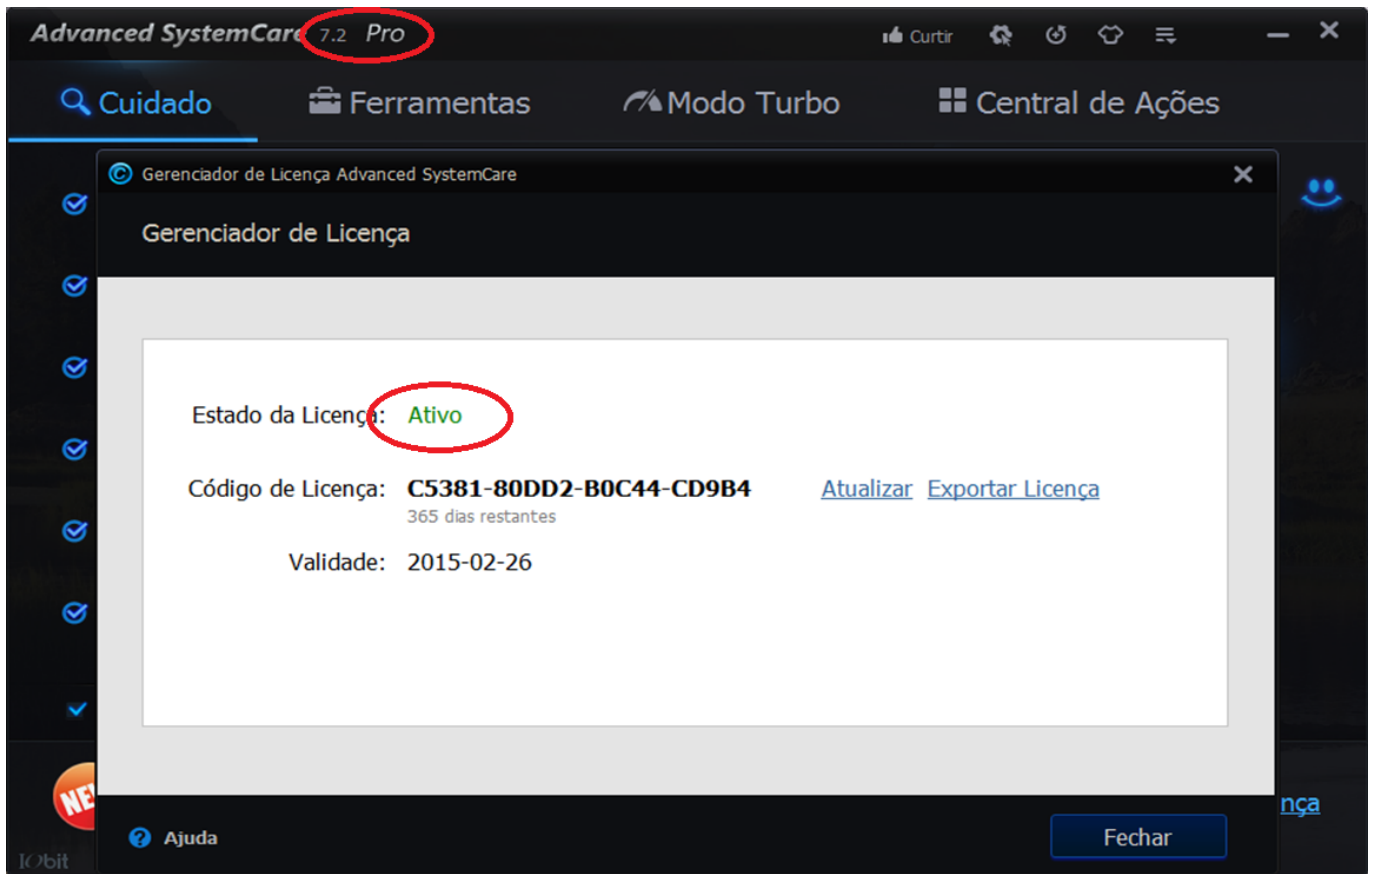 Advanced SystemCare 7.2 Pro
Curtir
Cuidado Ferramentas Modo Turbo Central de Ações
Gerenciador de Licença Advanced SystemCare
Gerenciador de Licença
Estado da Licença: Ativo
Código de Licença: C5381-80DD2-B0C44-CD9B4 Atualizar Exportar Licença
365 dias restantes
Validade: 2015-02-26
NE
nça
Ajuda
Fechar
IObit